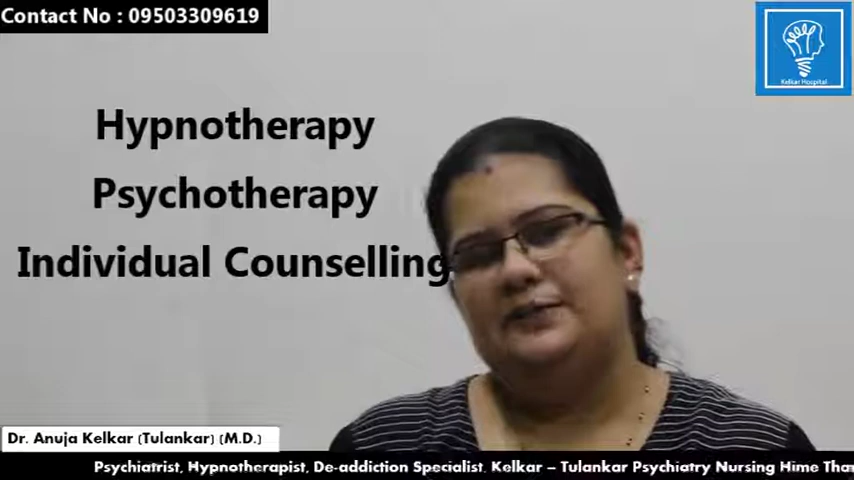 Contact No : 09503309619
Kelkar Hospital
Hypnotherapy
Psychotherapy
Individual Counselling
Dr. Anuja Kelkar (Tulankar) (M.D.)
Psychiatrist, Hypnotherapist, De-addiction Specialist. Kelkar – Tulankar Psychiatry Nursing Hime Than